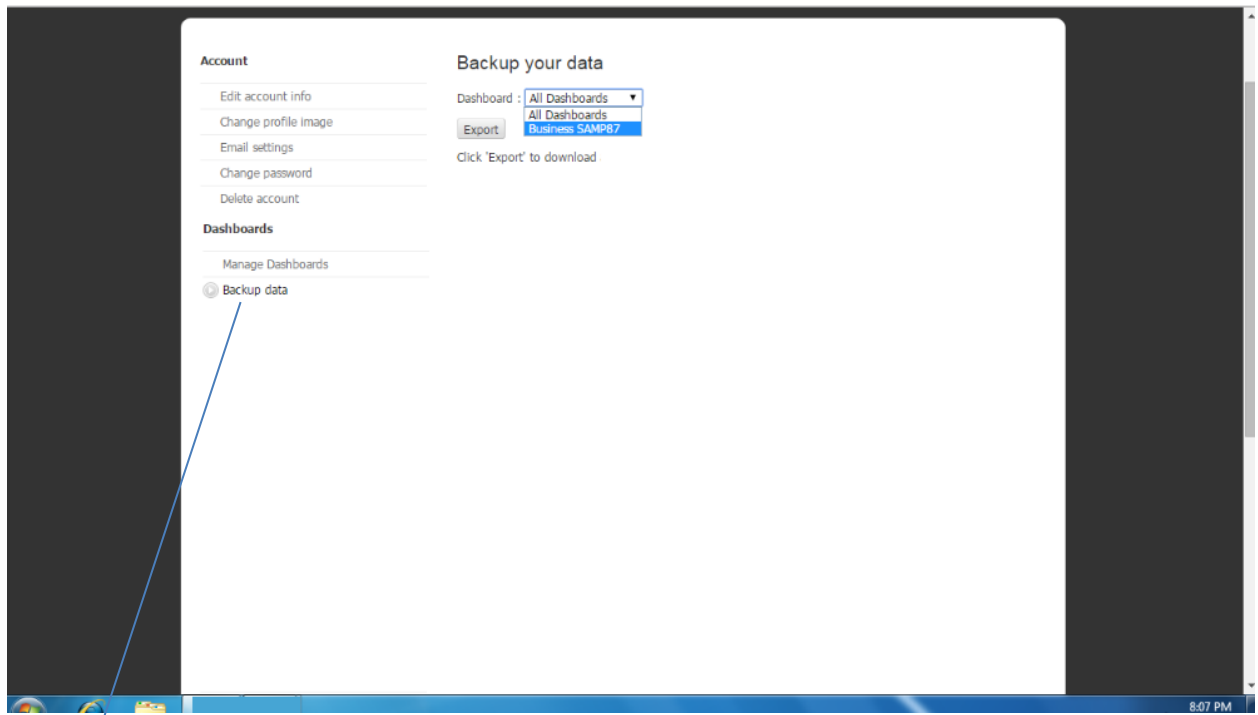 Account
Edit account info
Change profile image
Email settings
Change password
Delete account
Dashboards
Manage Dashboards
Backup data
Backup your data
Dashboard : All Dashboards
All Dashboards
Business SAMP87
Export
Click 'Export' to download
8:07 PM